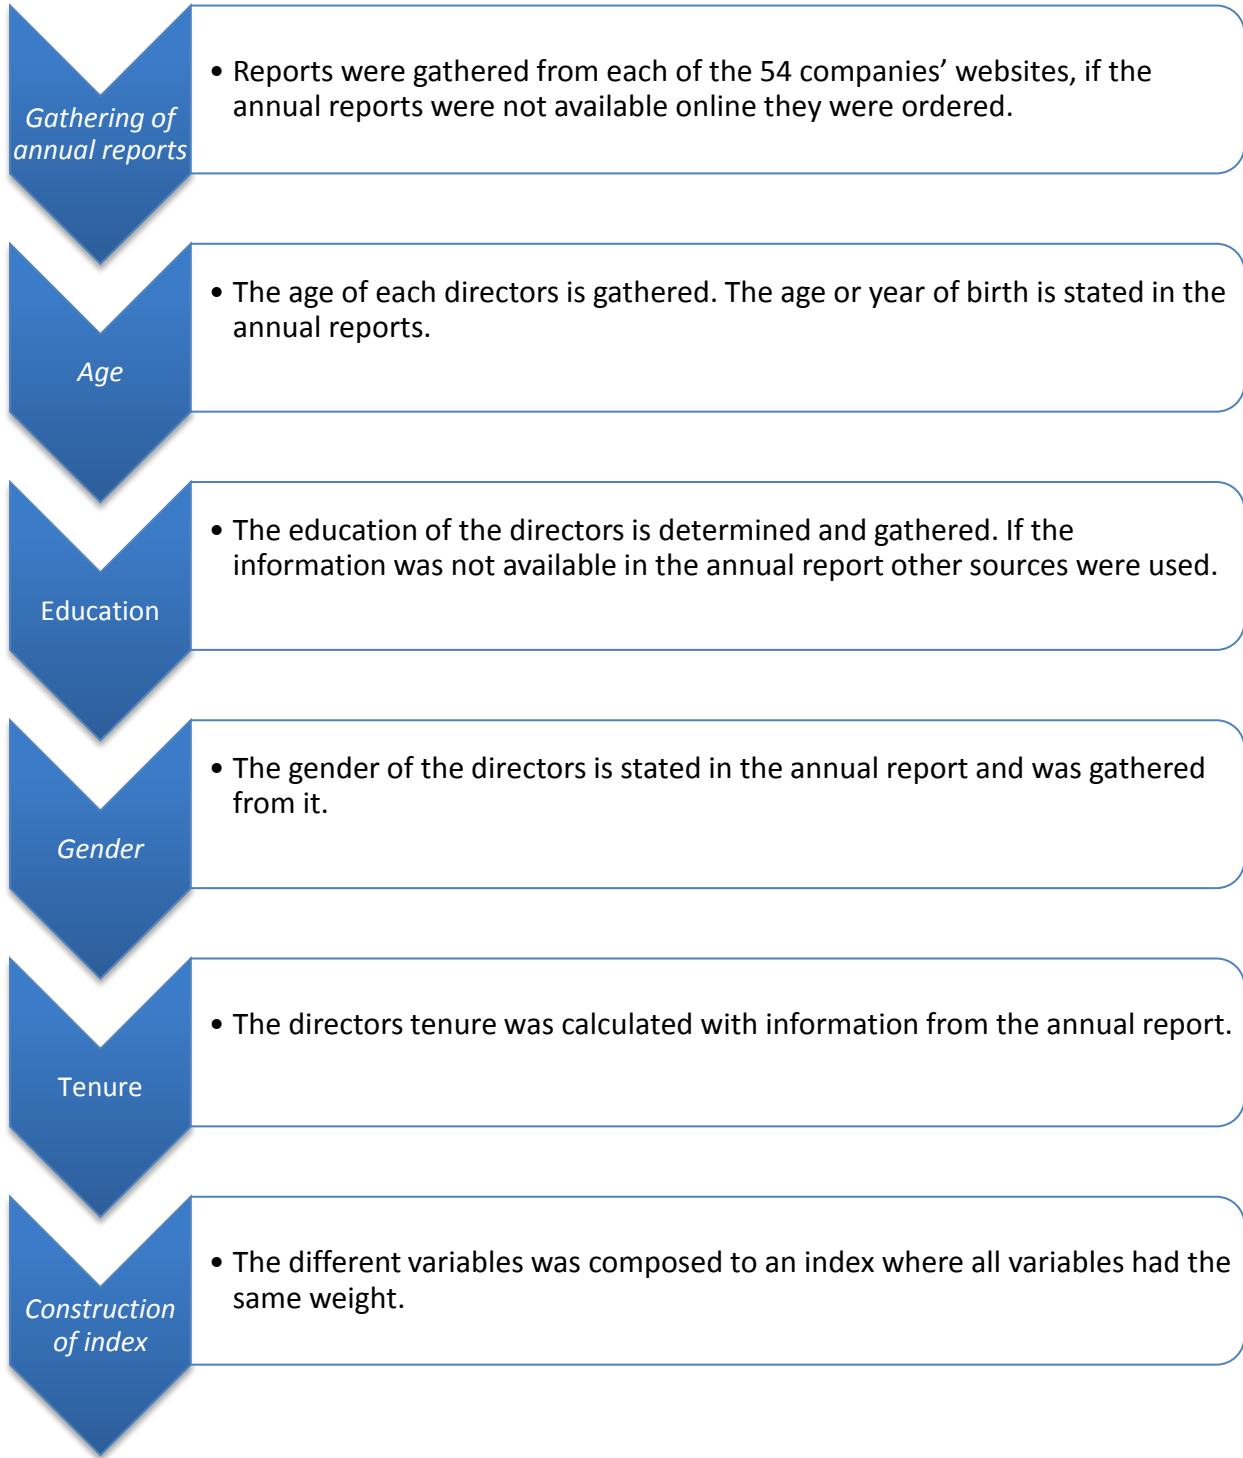 Gathering of
annual reports
• Reports were gathered from each of the 54 companies’ websites, if the
annual reports were not available online they were ordered.
Age
• The age of each directors is gathered. The age or year of birth is stated in the
annual reports.
Education
• The education of the directors is determined and gathered. If the
information was not available in the annual report other sources were used.
Gender
• The gender of the directors is stated in the annual report and was gathered
from it.
Tenure
• The directors tenure was calculated with information from the annual report.
Construction
of index
• The different variables was composed to an index where all variables had the
same weight.